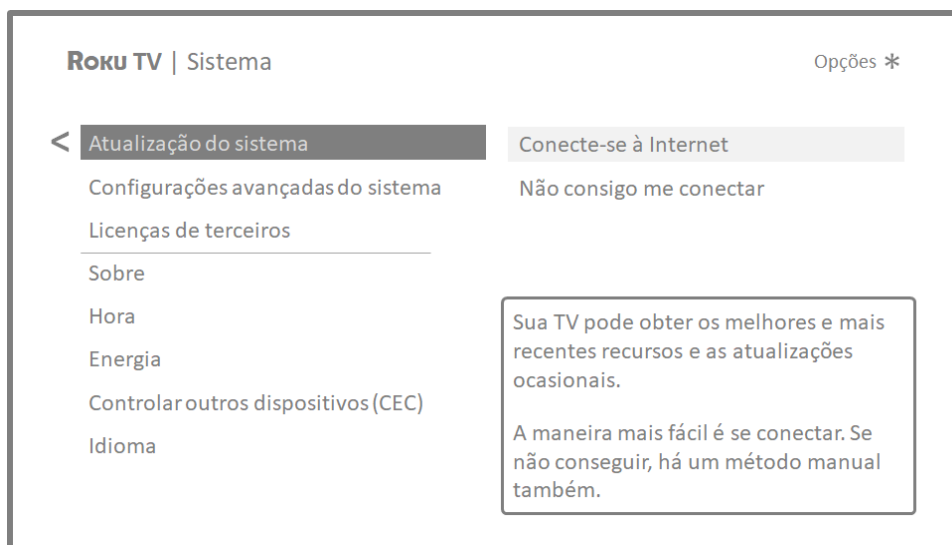 Roku TV | Sistema
Opções *
< Atualização do sistema
Conecte-se à Internet
Configurações avançadas do sistema
Não consigo me conectar
Licenças de terceiros
Sobre
Hora
Energia
Controlar outros dispositivos (CEC)
Idioma
Sua TV pode obter os melhores e mais
recentes recursos e as atualizações
ocasionais.
A maneira mais fácil é se conectar. Se
não conseguir, há um método manual
também.